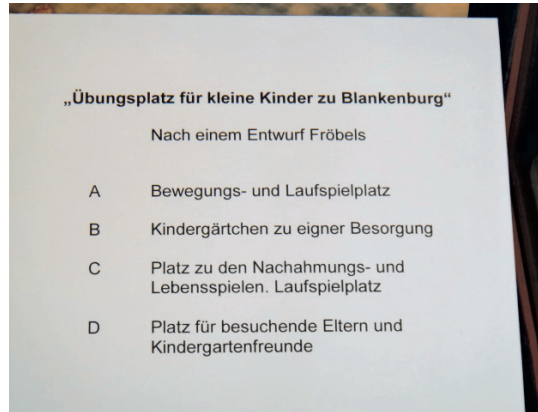 „Übungsplatz für kleine Kinder zu Blankenburg“
Nach einem Entwurf Fröbels
A Bewegungs- und Laufspielplatz
B Kindergärtchen zu eigner Besorgung
C Platz zu den Nachahmungs- und
Lebensspielen. Laufspielplatz
D Platz für besuchende Eltern und
Kindergartenfreunde